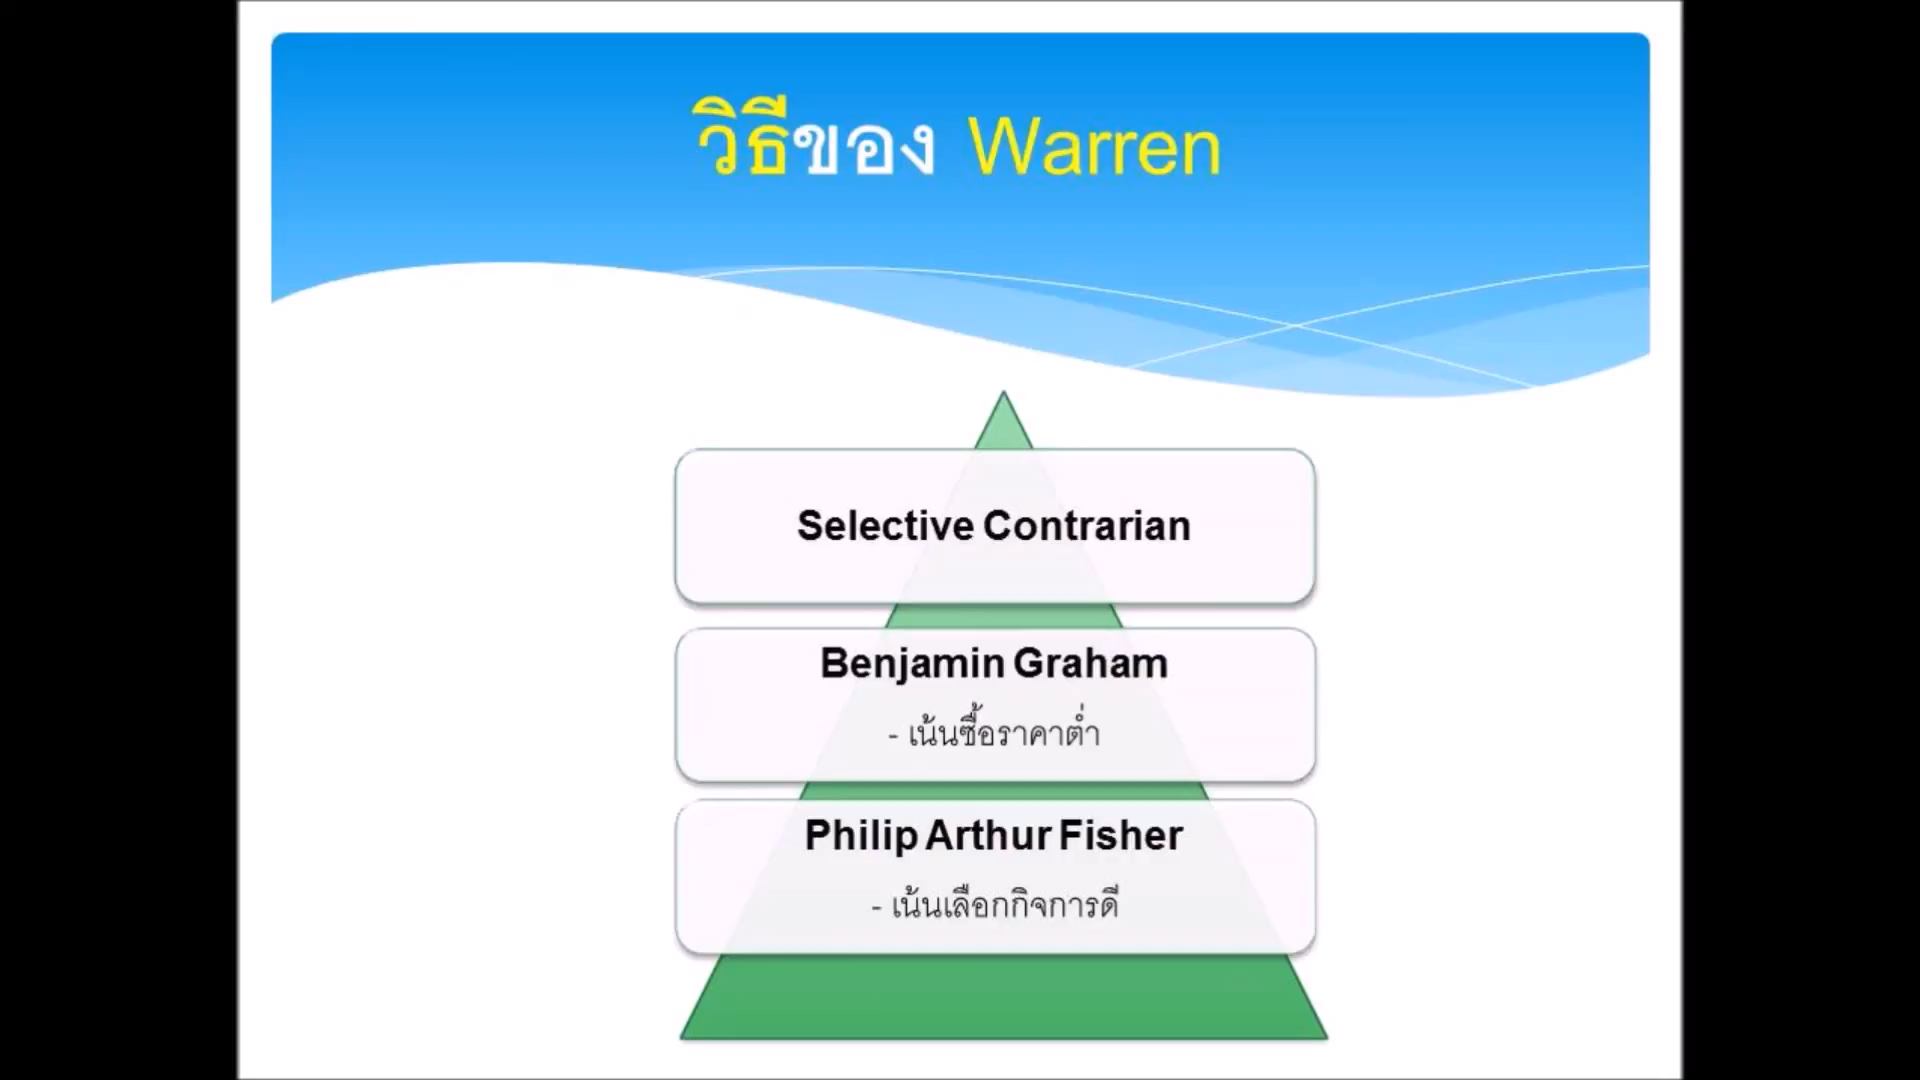 วิธีของ Warren
Selective Contrarian
Benjamin Graham
- เน้นซื้อราคาต่ำ
Philip Arthur Fisher
- เน้นเลือกกิจการดี